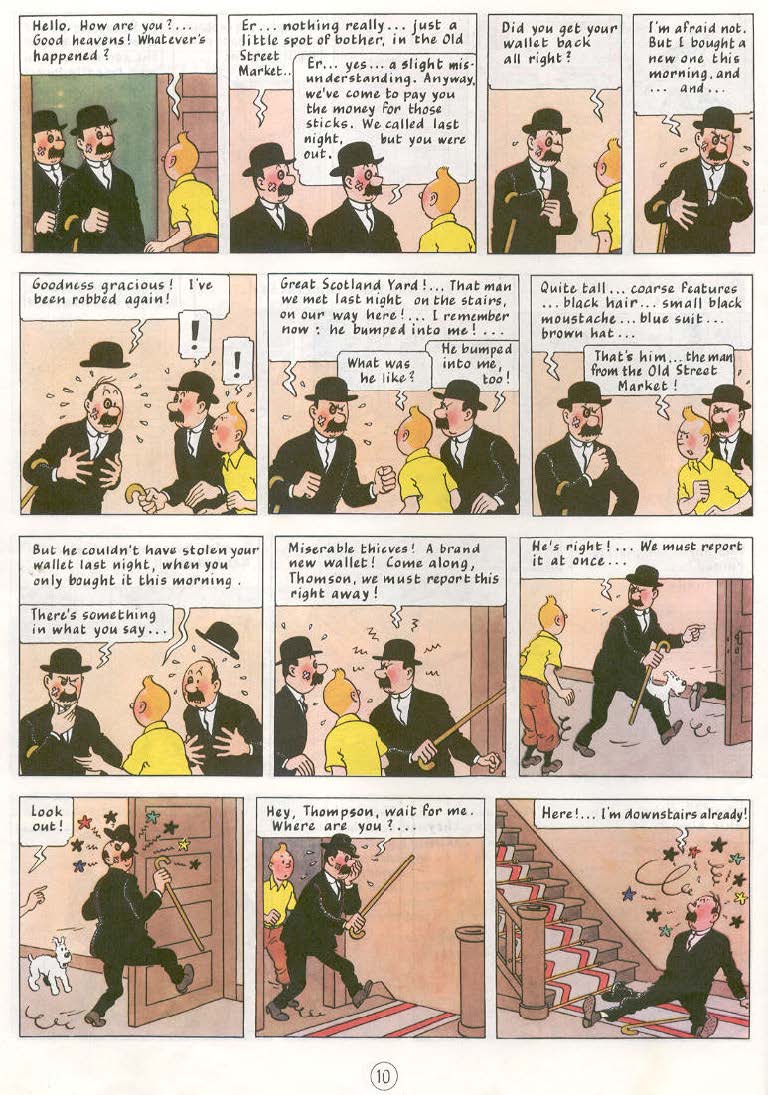 Hello. How are you?...
Good heavens! Whatever's
happened?
Er... nothing really... just a
little spot of bother, in the Old
Street
Market..
Er... yes... a slight mis-
understanding. Anyway,
we've come to pay you
the money for those
sticks. We called last
night, but you were
out.
Did you get your
wallet back
all right?
I'm afraid not.
But I bought a
new one this
morning, and
... and...
Goodness gracious! I've
been robbed again!
!
!
Great Scotland Yard!... That man
we met last night on the stairs,
on our way here!... I remember
now: he bumped into me!...
What was
he like?
He bumped
into me,
too!
Quite tall... coarse features
... black hair... small black
moustache... blue suit...
brown hat...
That's him... the man
from the Old Street
Market!
But he couldn't have stolen your
wallet last night, when you
only bought it this morning.
There's something
in what you say...
Miserable thieves! A brand
new wallet! Come along,
Thomson, we must report this
right away!
He's right!... We must report
it at once...
Look
out!
Hey, Thompson, wait for me.
Where are you?...
Here!... I'm downstairs already!
10